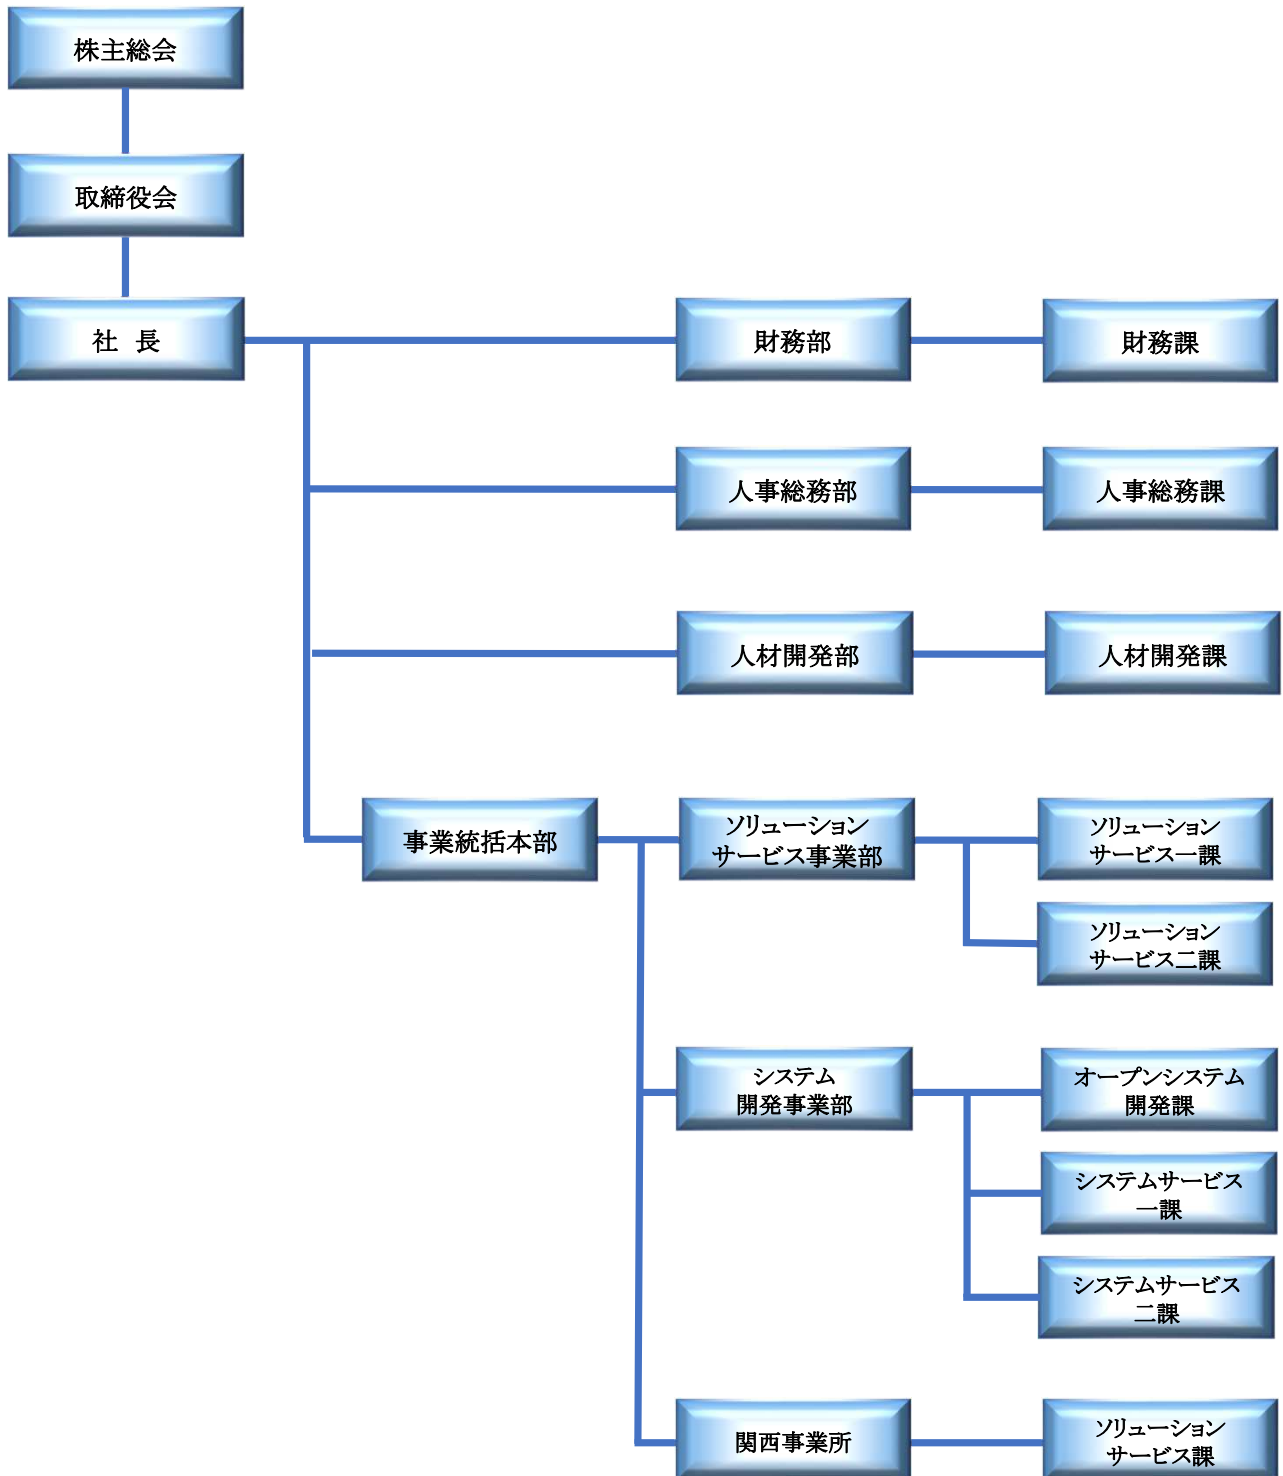 株主総会
取締役会
社　長
財務部
財務課
人事総務部
人事総務課
人材開発部
人材開発課
事業統括本部
ソリューション
サービス事業部
ソリューション
サービス一課
ソリューション
サービス二課
システム
開発事業部
オープンシステム
開発課
システムサービス
一課
システムサービス
二課
関西事業所
ソリューション
サービス課